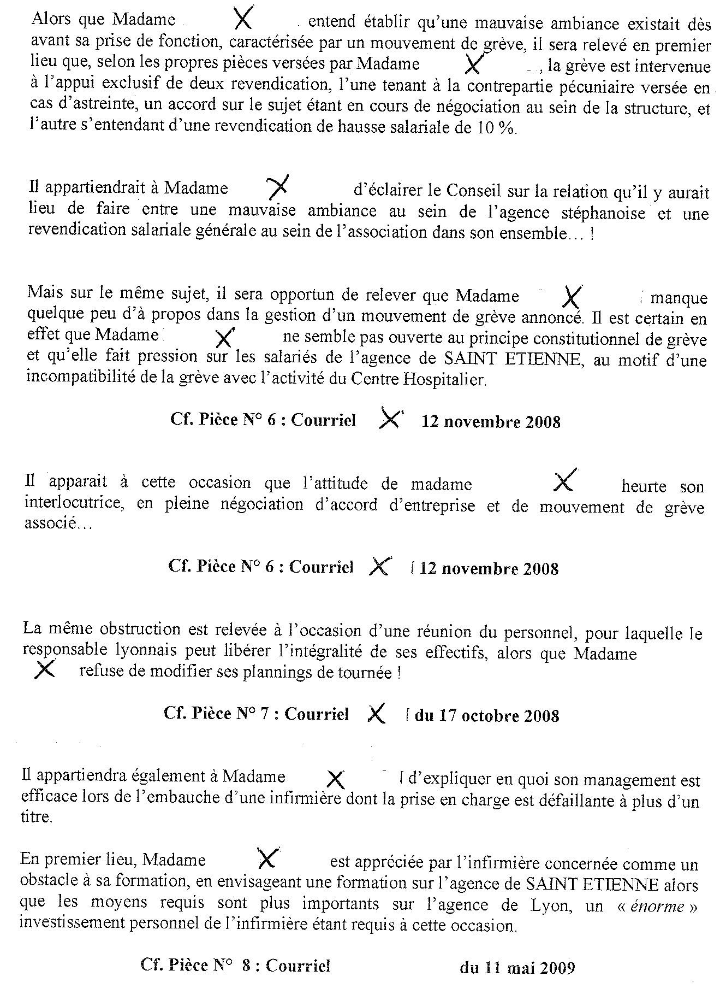 Alors que Madame X entend établir qu'une mauvaise ambiance existait dès
avant sa prise de fonction, caractérisée par un mouvement de grève, il sera relevé en premier
lieu que, selon les propres pièces versées par Madame X , la grève est intervenue
à l'appui exclusif de deux revendication, l'une tenant à la contrepartie pécuniaire versée en
cas d'astreinte, un accord sur le sujet étant en cours de négociation au sein de la structure, et
l'autre s'entendant d'une revendication de hausse salariale de 10 %.
Il appartiendrait à Madame X d'éclairer le Conseil sur la relation qu'il y aurait
lieu de faire entre une mauvaise ambiance au sein de l'agence stéphanoise et une
revendication salariale générale au sein de l'association dans son ensemble... !
Mais sur le même sujet, il sera opportun de relever que Madame X manque
quelque peu d'à propos dans la gestion d'un mouvement de grève annoncé. Il est certain en
effet que Madame X ne semble pas ouverte au principe constitutionnel de grève
et qu'elle fait pression sur les salariés de l'agence de SAINT ETIENNE, au motif d'une
incompatibilité de la grève avec l'activité du Centre Hospitalier.
Cf. Pièce N° 6 : Courriel X 12 novembre 2008
Il apparait à cette occasion que l'attitude de madame X heurte son
interlocutrice, en pleine négociation d'accord d'entreprise et de mouvement de grève
associé...
Cf. Pièce N° 6 : Courriel X 12 novembre 2008
La même obstruction est relevée à l'occasion d'une réunion du personnel, pour laquelle le
responsable lyonnais peut libérer l'intégralité de ses effectifs, alors que Madame
X refuse de modifier ses plannings de tournée !
Cf. Pièce N° 7 : Courriel X du 17 octobre 2008
Il appartiendra également à Madame X d'expliquer en quoi son management est
efficace lors de l'embauche d'une infirmière dont la prise en charge est défaillante à plus d'un
titre.
En premier lieu, Madame X est appréciée par l'infirmière concernée comme un
obstacle à sa formation, en envisageant une formation sur l'agence de SAINT ETIENNE alors
que les moyens requis sont plus importants sur l'agence de Lyon, un « énorme »
investissement personnel de l'infirmière étant requis à cette occasion.
Cf. Pièce N° 8 : Courriel du 11 mai 2009